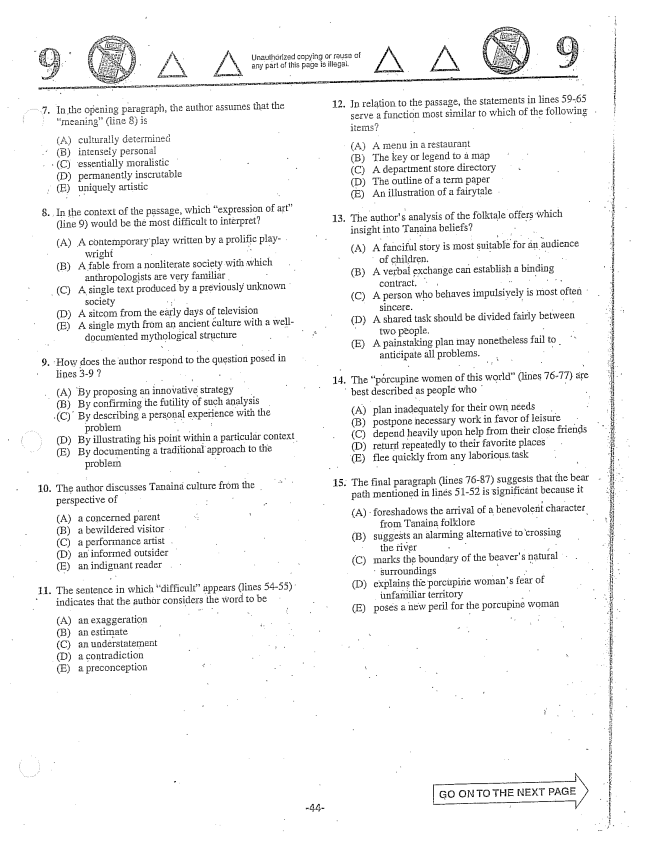 9
Unauthorized copying or reuse of
any part of this page is illegal.
9
7. In the opening paragraph, the author assumes that the
"meaning" (line 8) is
(A) culturally determined
(B) intensely personal
(C) essentially moralistic
(D) permanently inscrutable
(E) uniquely artistic
8. In the context of the passage, which "expression of art"
(line 9) would be the most difficult to interpret?
(A) A contemporary play written by a prolific play-
wright
(B) A fable from a nonliterate society with which
anthropologists are very familiar
(C) A single text produced by a previously unknown
society
(D) A sitcom from the early days of television
(E) A single myth from an ancient culture with a well-
documented mythological structure
9. How does the author respond to the question posed in
lines 3-9 ?
(A) By proposing an innovative strategy
(B) By confirming the futility of such analysis
(C) By describing a personal experience with the
problem
(D) By illustrating his point within a particular context
(E) By documenting a traditional approach to the
problem
10. The author discusses Tanaina culture from the
perspective of
(A) a concerned parent
(B) a bewildered visitor
(C) a performance artist
(D) an informed outsider
(E) an indignant reader
11. The sentence in which "difficult" appears (lines 54-55)
indicates that the author considers the word to be
(A) an exaggeration
(B) an estimate
(C) an understatement
(D) a contradiction
(E) a preconception
12. In relation to the passage, the statements in lines 59-65
serve a function most similar to which of the following
items?
(A) A menu in a restaurant
(B) The key or legend to a map
(C) A department store directory
(D) The outline of a term paper
(E) An illustration of a fairytale
13. The author's analysis of the folktale offers which
insight into Tanaina beliefs?
(A) A fanciful story is most suitable for an audience
of children.
(B) A verbal exchange can establish a binding
contract.
(C) A person who behaves impulsively is most often
sincere.
(D) A shared task should be divided fairly between
two people.
(E) A painstaking plan may nonetheless fail to
anticipate all problems.
14. The "porcupine women of this world" (lines 76-77) are
best described as people who
(A) plan inadequately for their own needs
(B) postpone necessary work in favor of leisure
(C) depend heavily upon help from their close friends
(D) return repeatedly to their favorite places
(E) flee quickly from any laborious task
15. The final paragraph (lines 76-87) suggests that the bear
path mentioned in lines 51-52 is significant because it
(A) foreshadows the arrival of a benevolent character
from Tanaina folklore
(B) suggests an alarming alternative to crossing
the river
(C) marks the boundary of the beaver's natural
surroundings
(D) explains the porcupine woman's fear of
unfamiliar territory
(E) poses a new peril for the porcupine woman
GO ON TO THE NEXT PAGE
-44-